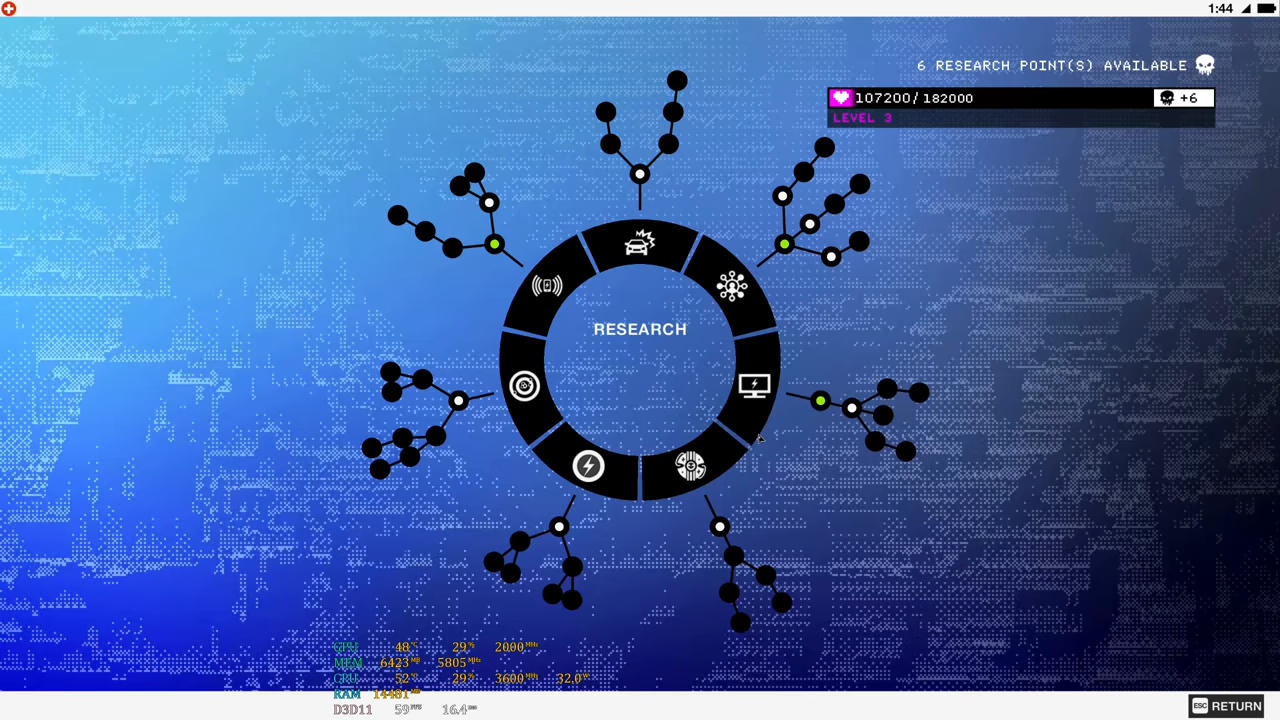 1:44
6 RESEARCH POINT(S) AVAILABLE
107200/182000 +6
LEVEL 3
RESEARCH
GPU 48°C 29% 2000MHz
MEM 6423MB 5805MHz
CPU 52°C 29% 3600MHz 32.0W
RAM 14481MB
D3D11 59FPS 16.4ms
ESC RETURN